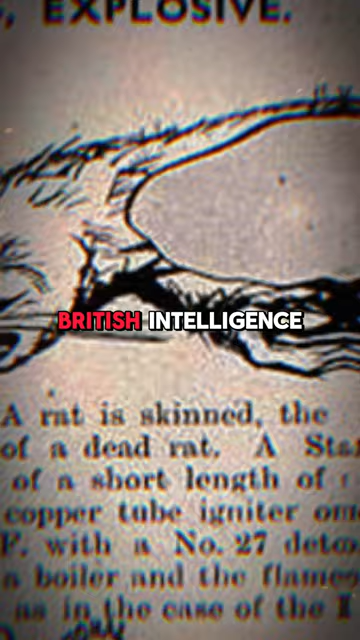 , EXPLOSIVE.
BRITISH INTELLIGENCE
A rat is skinned, the
of a dead rat. A
of a short length of
copper tube igniter
with a No. 27
a boiler and the
as in the case of the